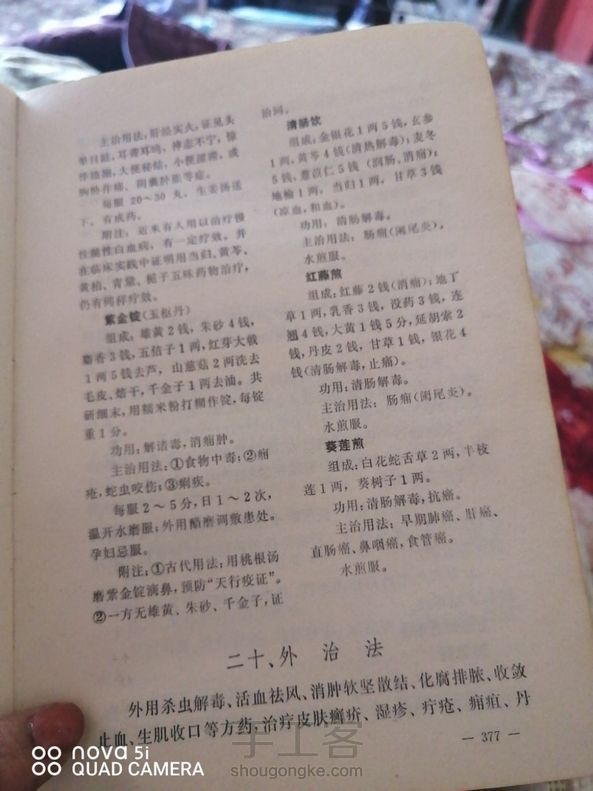 主治用法:肝经实火,证见头
晕目眩,耳聋耳鸣,神志不宁,惊
悸抽搐,大便秘结,小便涩滞,或
胸胁作痛、阴囊肿胀等症。
每服20～30丸,生姜汤送
下。有成药。
附注:近来有人用以治疗慢
性髓性白血病,有一定疗效。并
在临床实践中证明用当归、黄芩、
黄柏、青黛、栀子五味药物治疗,
仍有同样疗效。
紫金锭(玉枢丹)
组成:雄黄2钱,朱砂4钱,
麝香3钱,五倍子1两,红芽大戟
1两5钱去芦,山慈菇2两洗去
毛皮,焙干,千金子1两去油。共
研细末,用糯米粉打糊作锭,每锭
重1分。
功用:解诸毒,消痈肿。
主治用法:①食物中毒;②痈
疮,蛇虫咬伤;③痢疾。
每服2～5分,日1～2次,
温开水磨服;外用醋磨调敷患处。
孕妇忌服。
附注:①古代用法:用桃根汤
磨紫金锭滴鼻,预防“天行疫证”。
②一方无雄黄、朱砂、千金子,证
治同。
清肠饮
组成:金银花1两5钱,玄参
1两,黄芩4钱(清热解毒);麦冬
5钱,薏苡仁5钱(润肠,消痈);
地榆1两,当归1两,甘草3钱
(凉血,和血)。
功用:清肠解毒。
主治用法:肠痈(阑尾炎)。
水煎服。
红藤煎
组成:红藤2钱(消痈);地丁
草1两,乳香3钱,没药3钱,连
翘4钱,大黄1钱5分,延胡索2
钱,丹皮2钱,甘草1钱,银花4
钱(清肠解毒,止痛)。
功用:清肠解毒。
主治用法:肠痈(阑尾炎)。
水煎服。
葵莲煎
组成:白花蛇舌草2两,半枝
莲1两,葵树子1两。
功用:清肠解毒,抗癌。
主治用法:早期肺癌、肝癌、
直肠癌、鼻咽癌,食管癌。
水煎服。
二十、外治法
外用杀虫解毒、活血祛风、消肿软坚散结、化腐排脓、收敛
止血、生肌收口等方药,治疗皮肤癣疥、湿疹、疔疮、痈疽、丹
— 377 —
nova 5i
QUAD CAMERA
手工客
shougongke.com